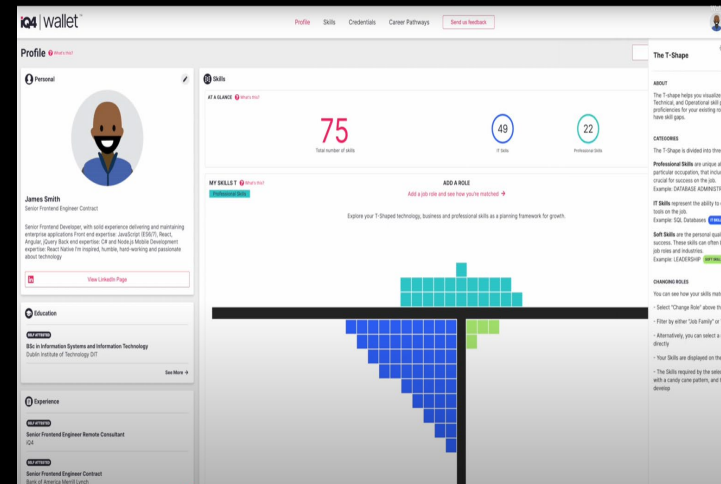 iQ4 | wallet
Profile
Skills
Credentials
Career Pathways
Send us feedback
Profile What's this?
Personal
James Smith
Senior Frontend Engineer Contract
Senior Frontend Developer, with solid experience delivering and maintaining
enterprise applications Front end expertise: JavaScript (ES6/7), React,
Angular, jQuery Back end expertise: C# and Node.js Mobile Development
expertise: React Native I'm inspired, humble, hard-working and passionate
about technology
in View LinkedIn Page
Education
SELF ATTESTED
BSc in Information Systems and Information Technology
Dublin Institute of Technology DIT
See More
Experience
SELF ATTESTED
Senior Frontend Engineer Remote Consultant
iQ4
SELF ATTESTED
Senior Frontend Engineer Contract
Bank of America Merrill Lynch
Skills
AT A GLANCE What's this?
75
Total number of skills
49
IT Skills
22
Professional Skills
MY SKILLS T What's this?
Professional Skills
ADD A ROLE
Add a job role and see how you're matched
Explore your T-Shaped technology, business and professional skills as a planning framework for growth.
The T-Shape
ABOUT
The T-shape helps you visualize
Technical, and Operational skill
proficiencies for your existing ro
have skill gaps.
CATEGORIES
The T-Shape is divided into thre
Professional Skills are unique at
particular occupation, that inclu
crucial for success on the job.
Example: DATABASE ADMINISTR
IT Skills represent the ability to
tools on the job.
Example: SQL Databases
Soft Skills are the personal quali
success. These skills can often
job roles and industries.
Example: LEADERSHIP
CHANGING ROLES
You can see how your skills mat
- Select "Change Role" above th
- Filter by either "Job Family" or
- Alternatively, you can select a
directly
- Your Skills are displayed on the
- The Skills required by the selec
with a candy cane pattern, and
develop